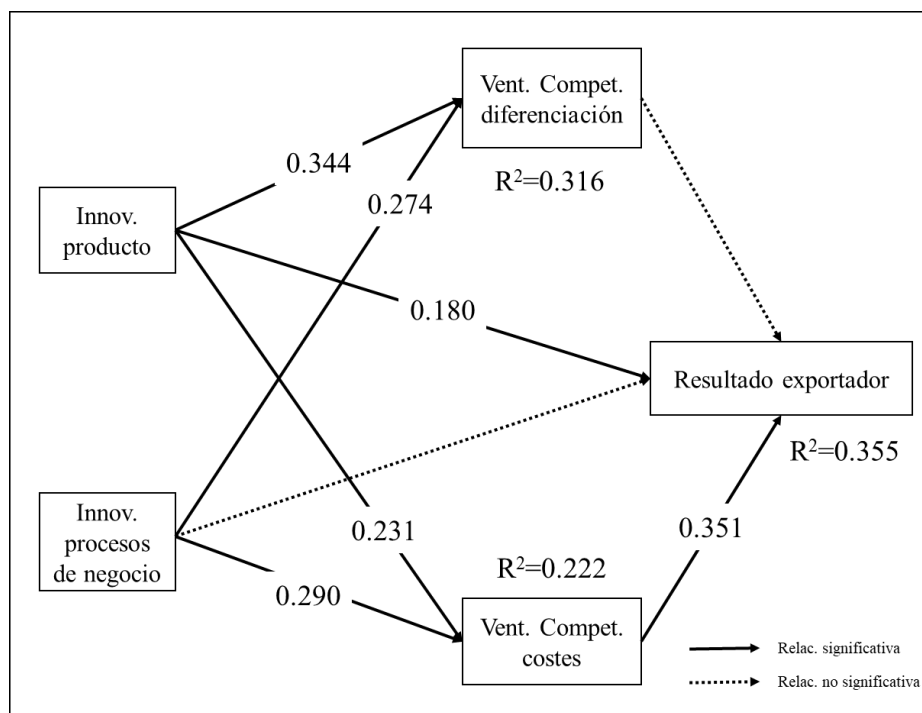 Vent. Compet.
diferenciación
0.344
R²=0.316
0.274
Innov.
producto
0.180
Resultado exportador
R²=0.355
Innov.
procesos
de negocio
0.231
0.351
R²=0.222
0.290
Vent. Compet.
costes
Relac. significativa
Relac. no significativa